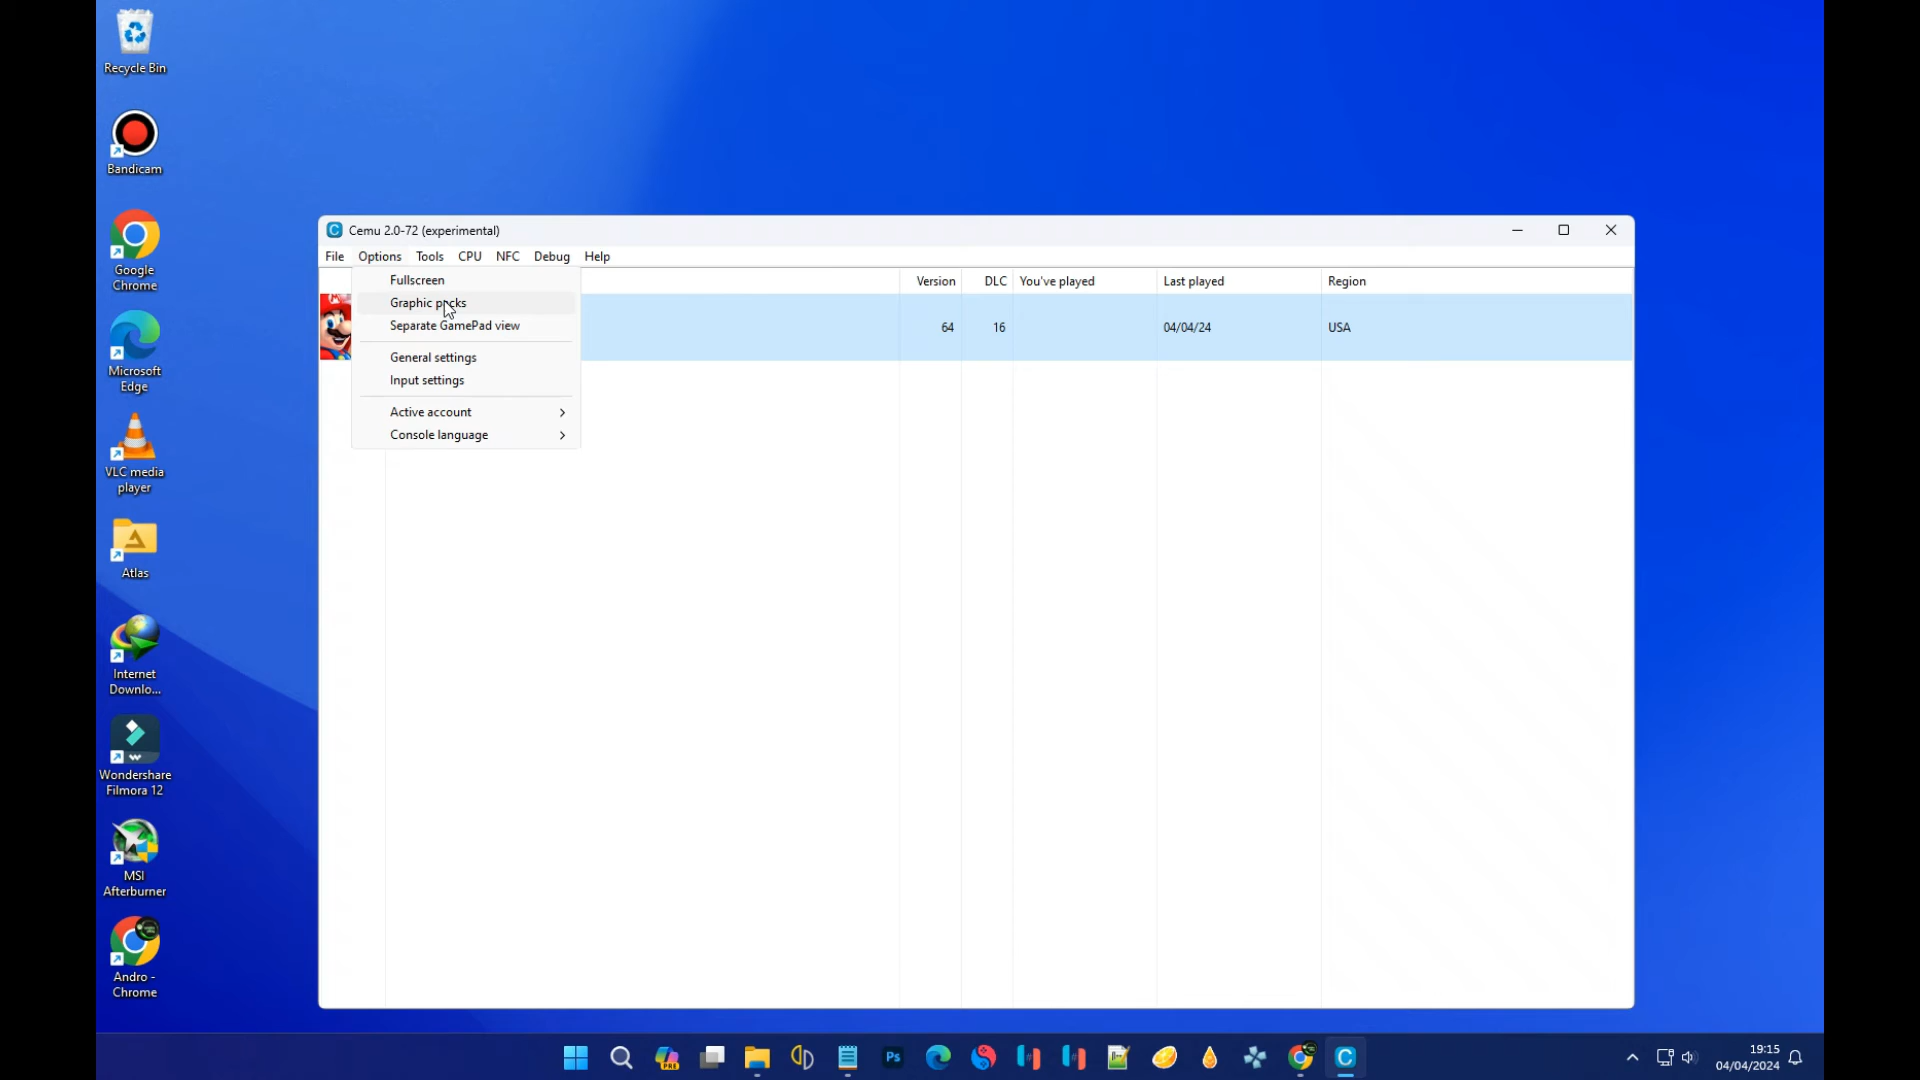 Recycle Bin
Bandicam
Google
Chrome
Microsoft
Edge
VLC media
player
Atlas
Internet
Downlo...
Wondershare
Filmora 12
MSI
Afterburner
Andro -
Chrome
Cemu 2.0-72 (experimental)
File Options Tools CPU NFC Debug Help
Version DLC You've played Last played Region
64 16 04/04/24 USA
Fullscreen
Graphic packs
Separate GamePad view
General settings
Input settings
Active account
Console language
PRE
Ps
19:15
04/04/2024